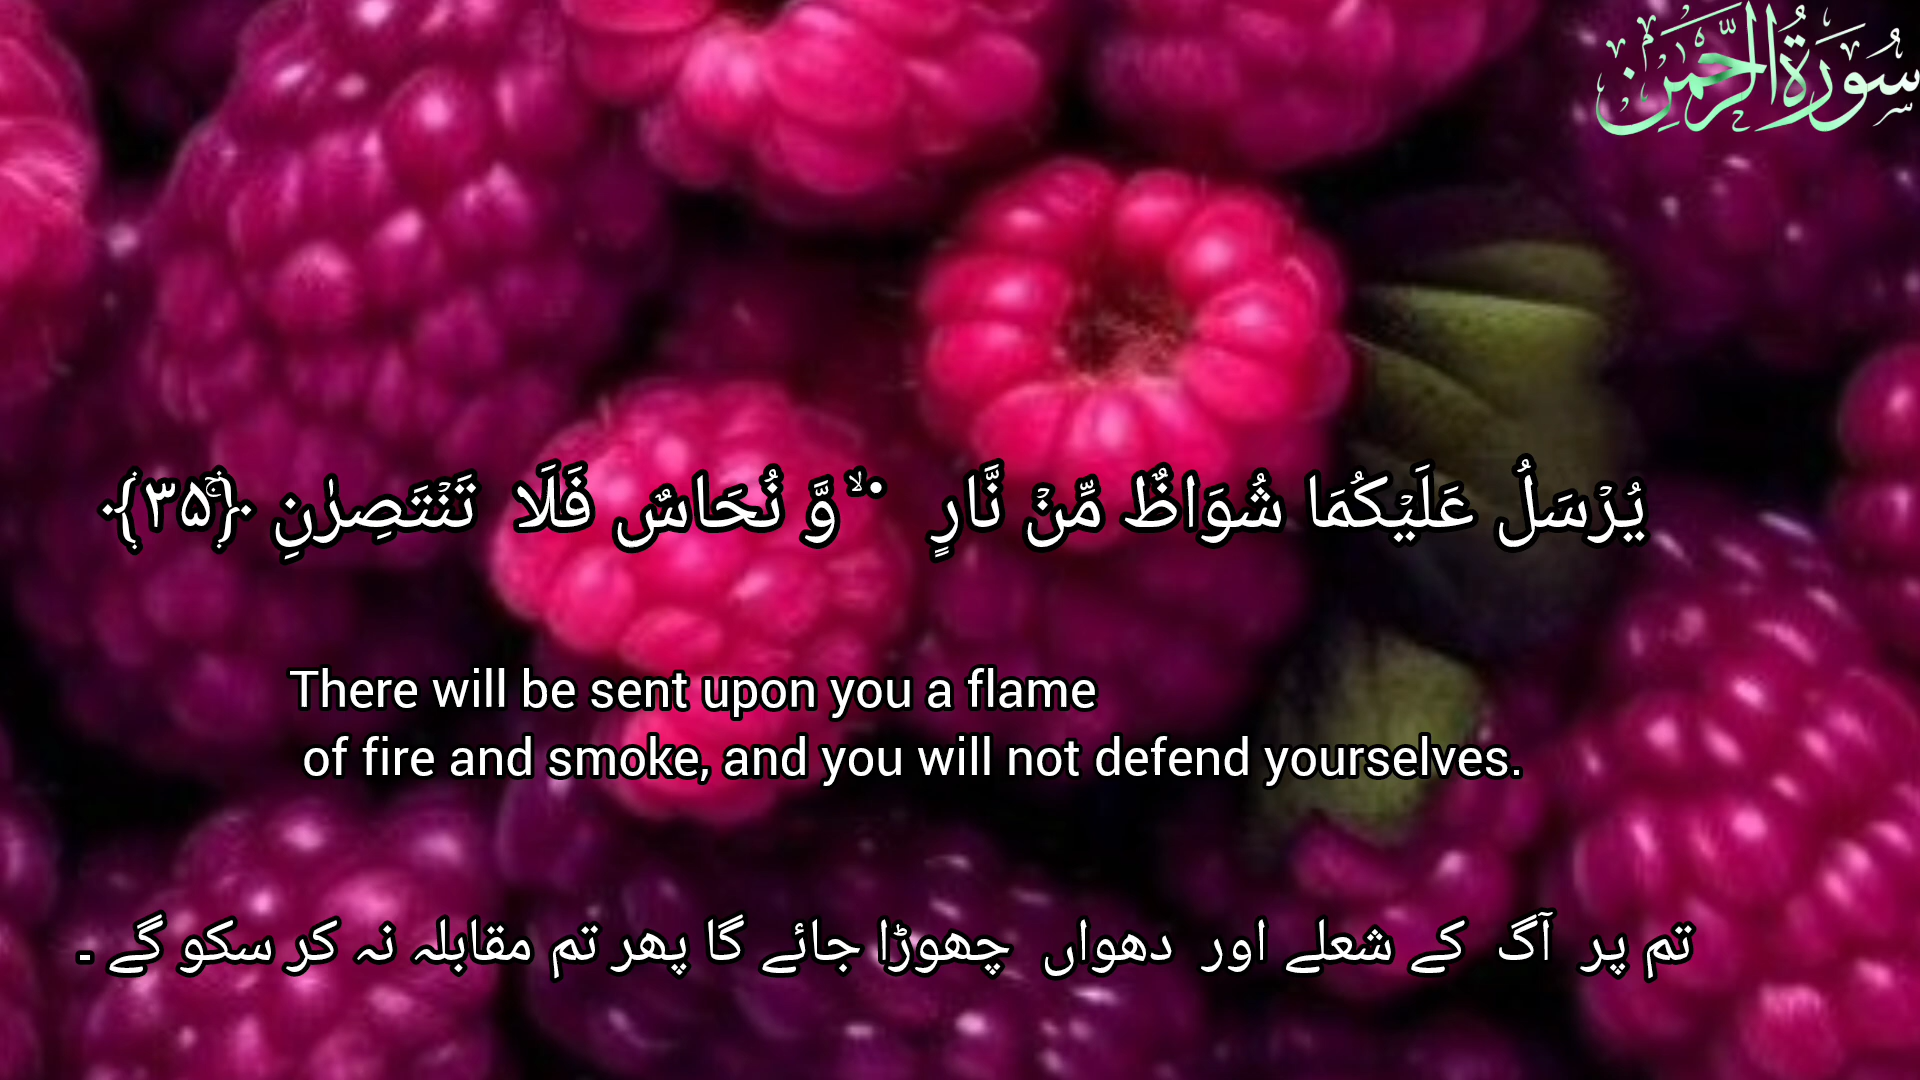 سُورَةُ الرَّحْمٰن
يُرْسَلُ عَلَيْكُمَا شُوَاظٌ مِّنْ نَّارٍ ۬ۙ وَّ نُحَاسٌ فَلَا تَنْتَصِرٰنِ ﴿ۚ۳۵﴾
There will be sent upon you a flame
of fire and smoke, and you will not defend yourselves.
تم پر آگ کے شعلے اور دھواں چھوڑا جائے گا پھر تم مقابلہ نہ کر سکو گے ۔